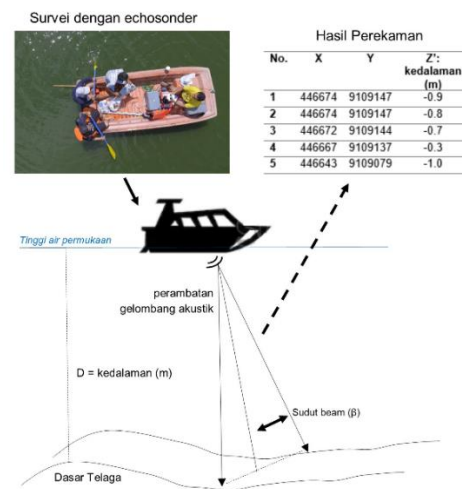 Survei dengan echosonder
Hasil Perekaman
No. X Y Z':
kedalaman
(m)
1 446674 9109147 -0.9
2 446674 9109147 -0.8
3 446672 9109144 -0.7
4 446667 9109137 -0.3
5 446643 9109079 -1.0
Tinggi air permukaan
perambatan
gelombang akustik
D = kedalaman (m)
Sudut beam (β)
Dasar Telaga